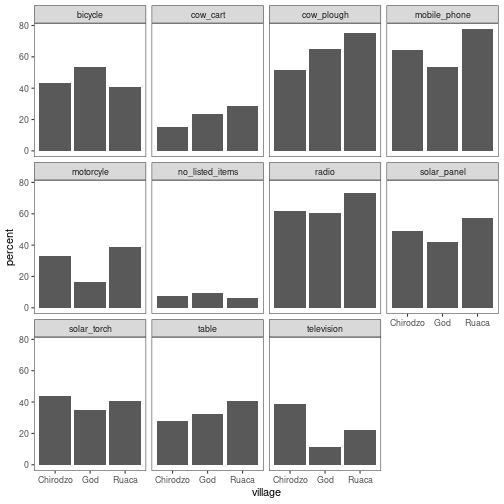 bicycle cow_cart cow_plough mobile_phone
80
60
40
20
0
motorcyle no_listed_items radio solar_panel
80
60
40
20
0
Chirodzo God Ruaca
solar_torch table television
80
60
40
20
0
Chirodzo God Ruaca Chirodzo God Ruaca Chirodzo God Ruaca
village
percent